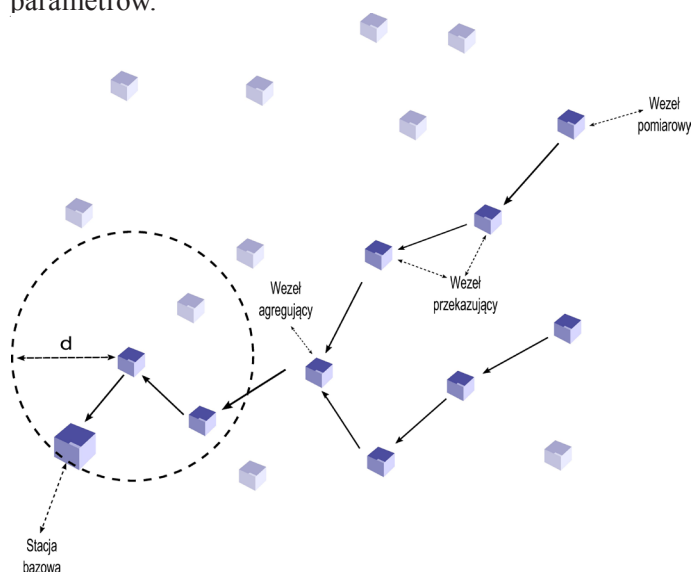 parametrów.
Wezeł
pomiarowy
Wezeł
przekazujący
Wezeł
agregujący
d
Stacja
bazowa